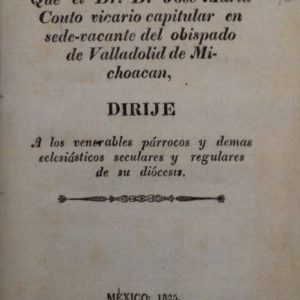 Que el Dr. D. José María
Couto vicario capitular en
sede-vacante del obispado
de Valladolid de Mi-
choacan,
DIRIJE
A los venerables párrocos y demas
eclesiásticos seculares y regulares
de su diócesis.
MÉXICO: 1825.